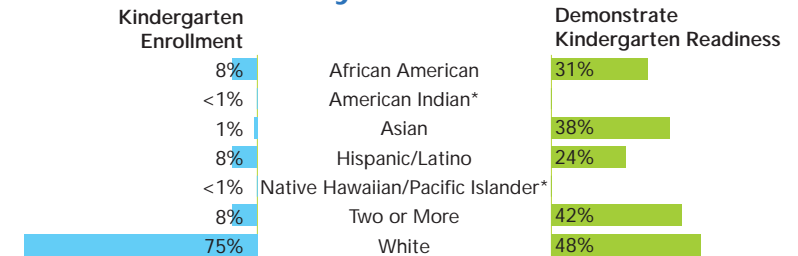 Kindergarten
Enrollment
Demonstrate
Kindergarten Readiness
8% African American 31%
<1% American Indian*
1% Asian 38%
8% Hispanic/Latino 24%
<1% Native Hawaiian/Pacific Islander*
8% Two or More 42%
75% White 48%